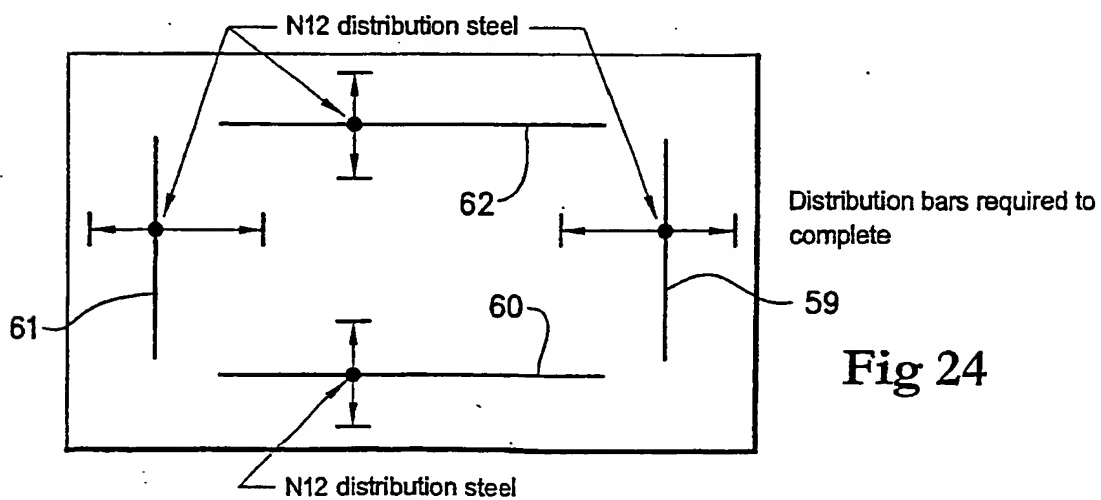 N12 distribution steel
62
Distribution bars required to
complete
61
60
59
Fig 24
N12 distribution steel